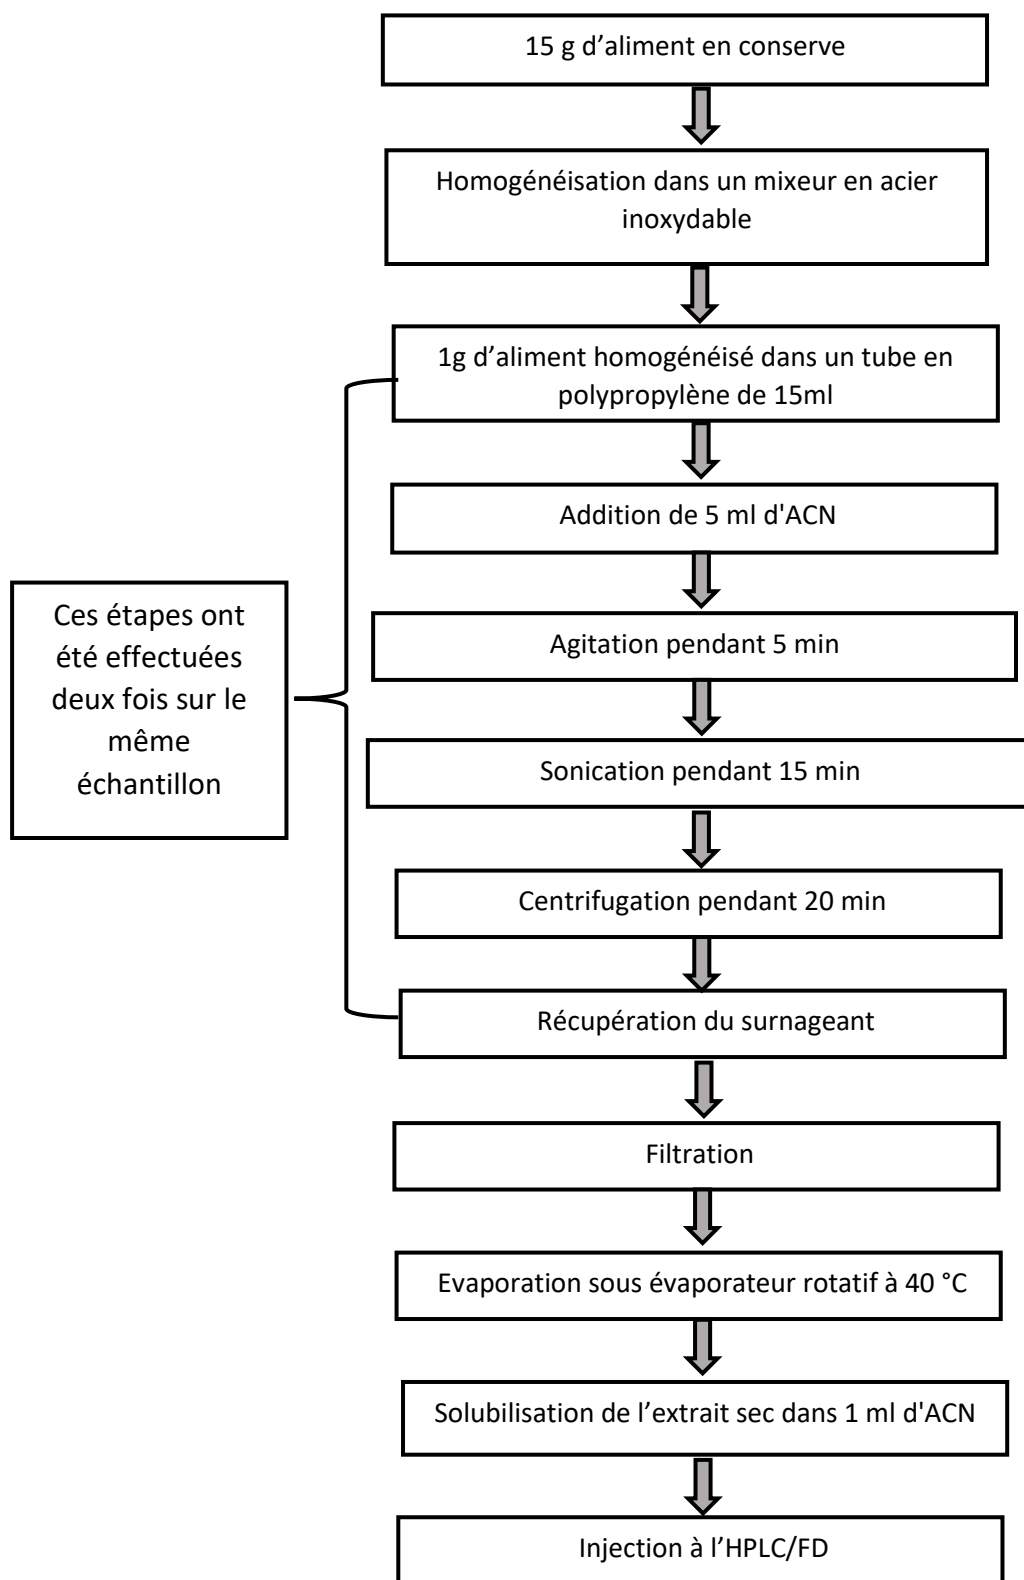 15 g d’aliment en conserve
Homogénéisation dans un mixeur en acier
inoxydable
1g d’aliment homogénéisé dans un tube en
polypropylène de 15ml
Addition de 5 ml d'ACN
Agitation pendant 5 min
Sonication pendant 15 min
Centrifugation pendant 20 min
Récupération du surnageant
Ces étapes ont
été effectuées
deux fois sur le
même
échantillon
Filtration
Evaporation sous évaporateur rotatif à 40 °C
Solubilisation de l’extrait sec dans 1 ml d'ACN
Injection à l’HPLC/FD